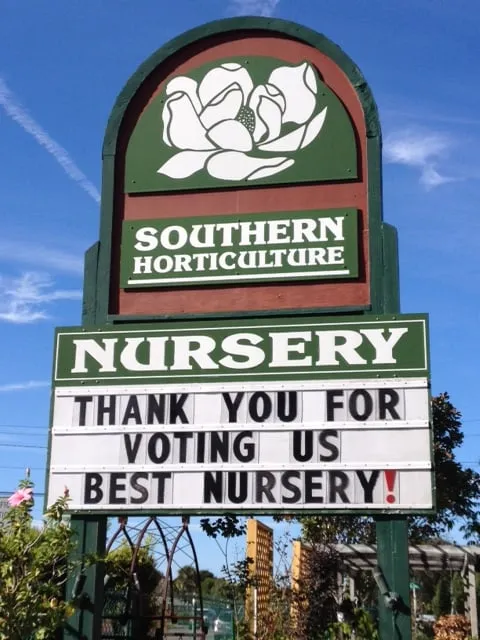 SOUTHERN
HORTICULTURE
NURSERY
THANK YOU FOR
VOTING US
BEST NURSERY!